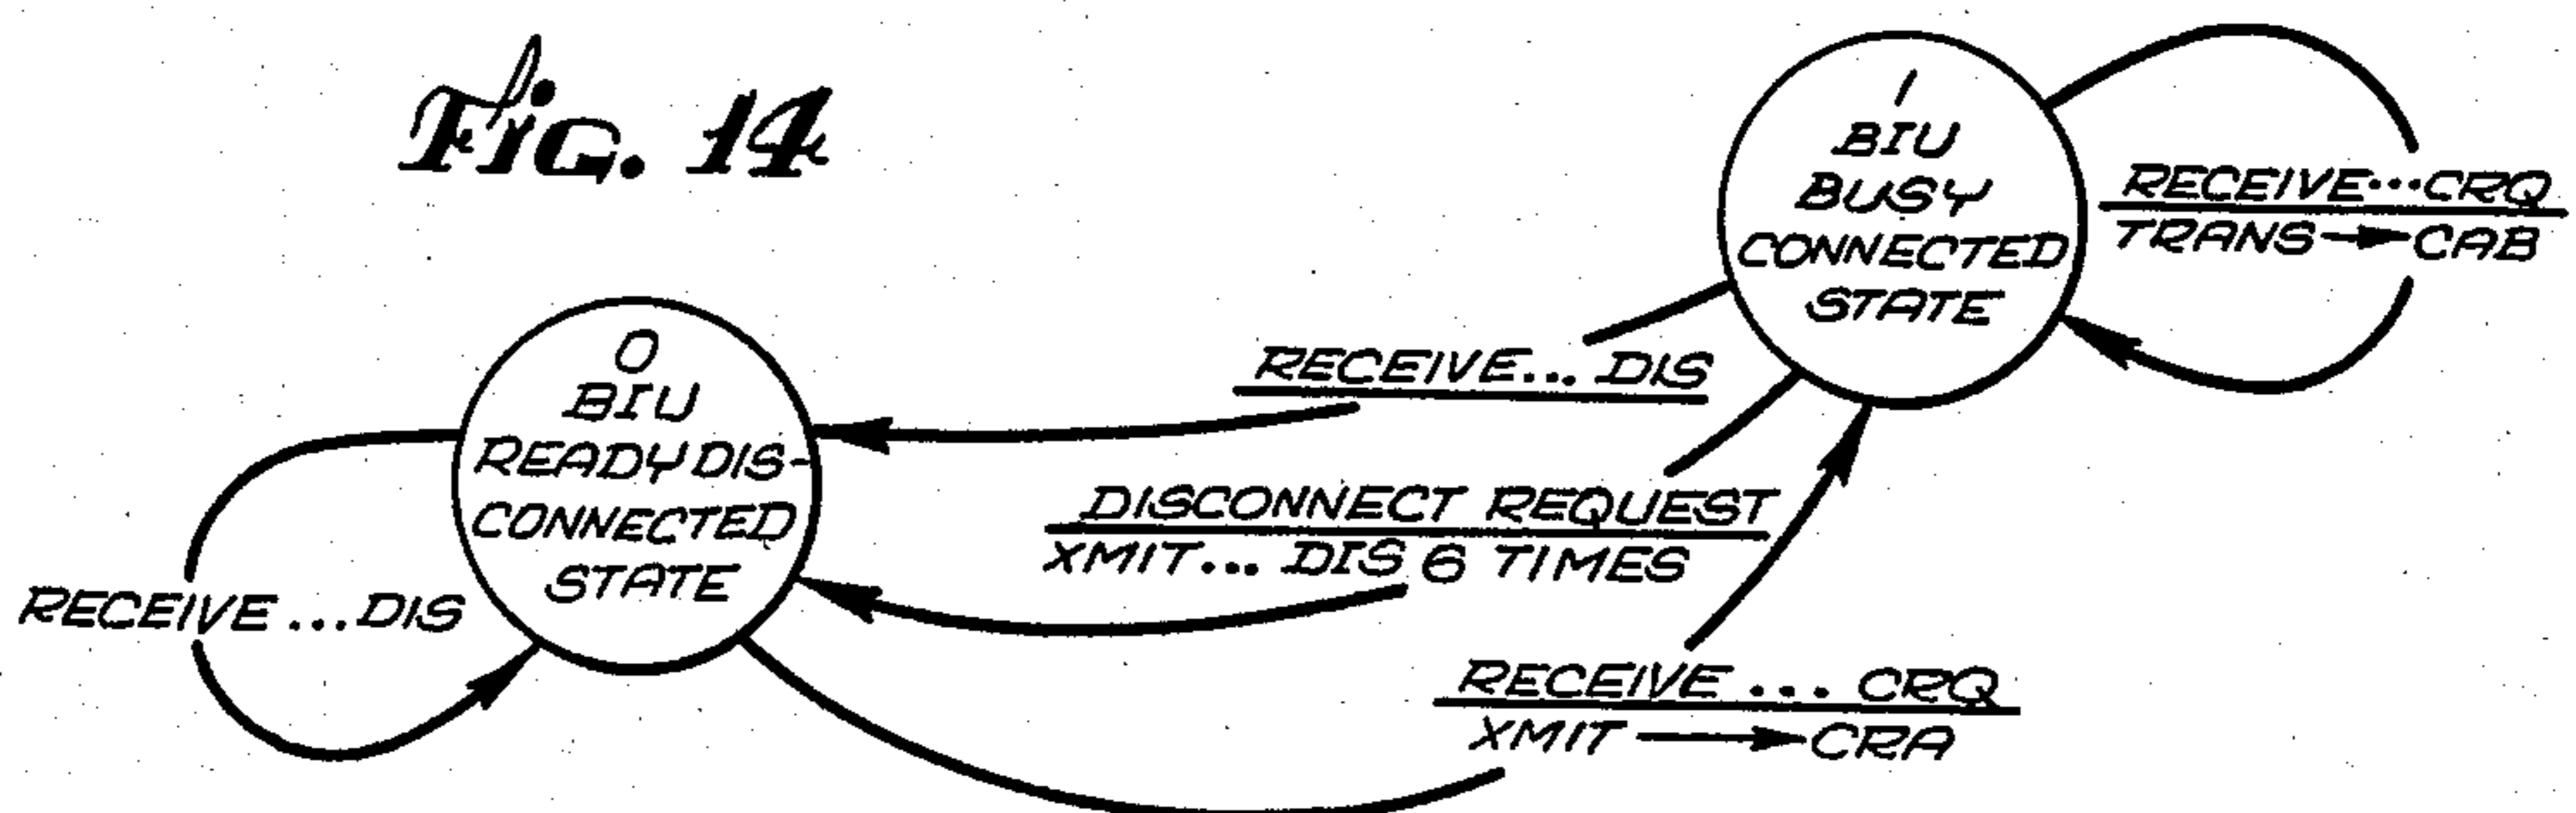 Fig. 14
1
BIU
BUSY
CONNECTED
STATE
RECEIVE...CRQ
TRANS→CAB
0
BIU
READY DIS-
CONNECTED
STATE
RECEIVE... DIS
DISCONNECT REQUEST
XMIT... DIS 6 TIMES
RECEIVE ...DIS
RECEIVE ... CRQ
XMIT → CRA